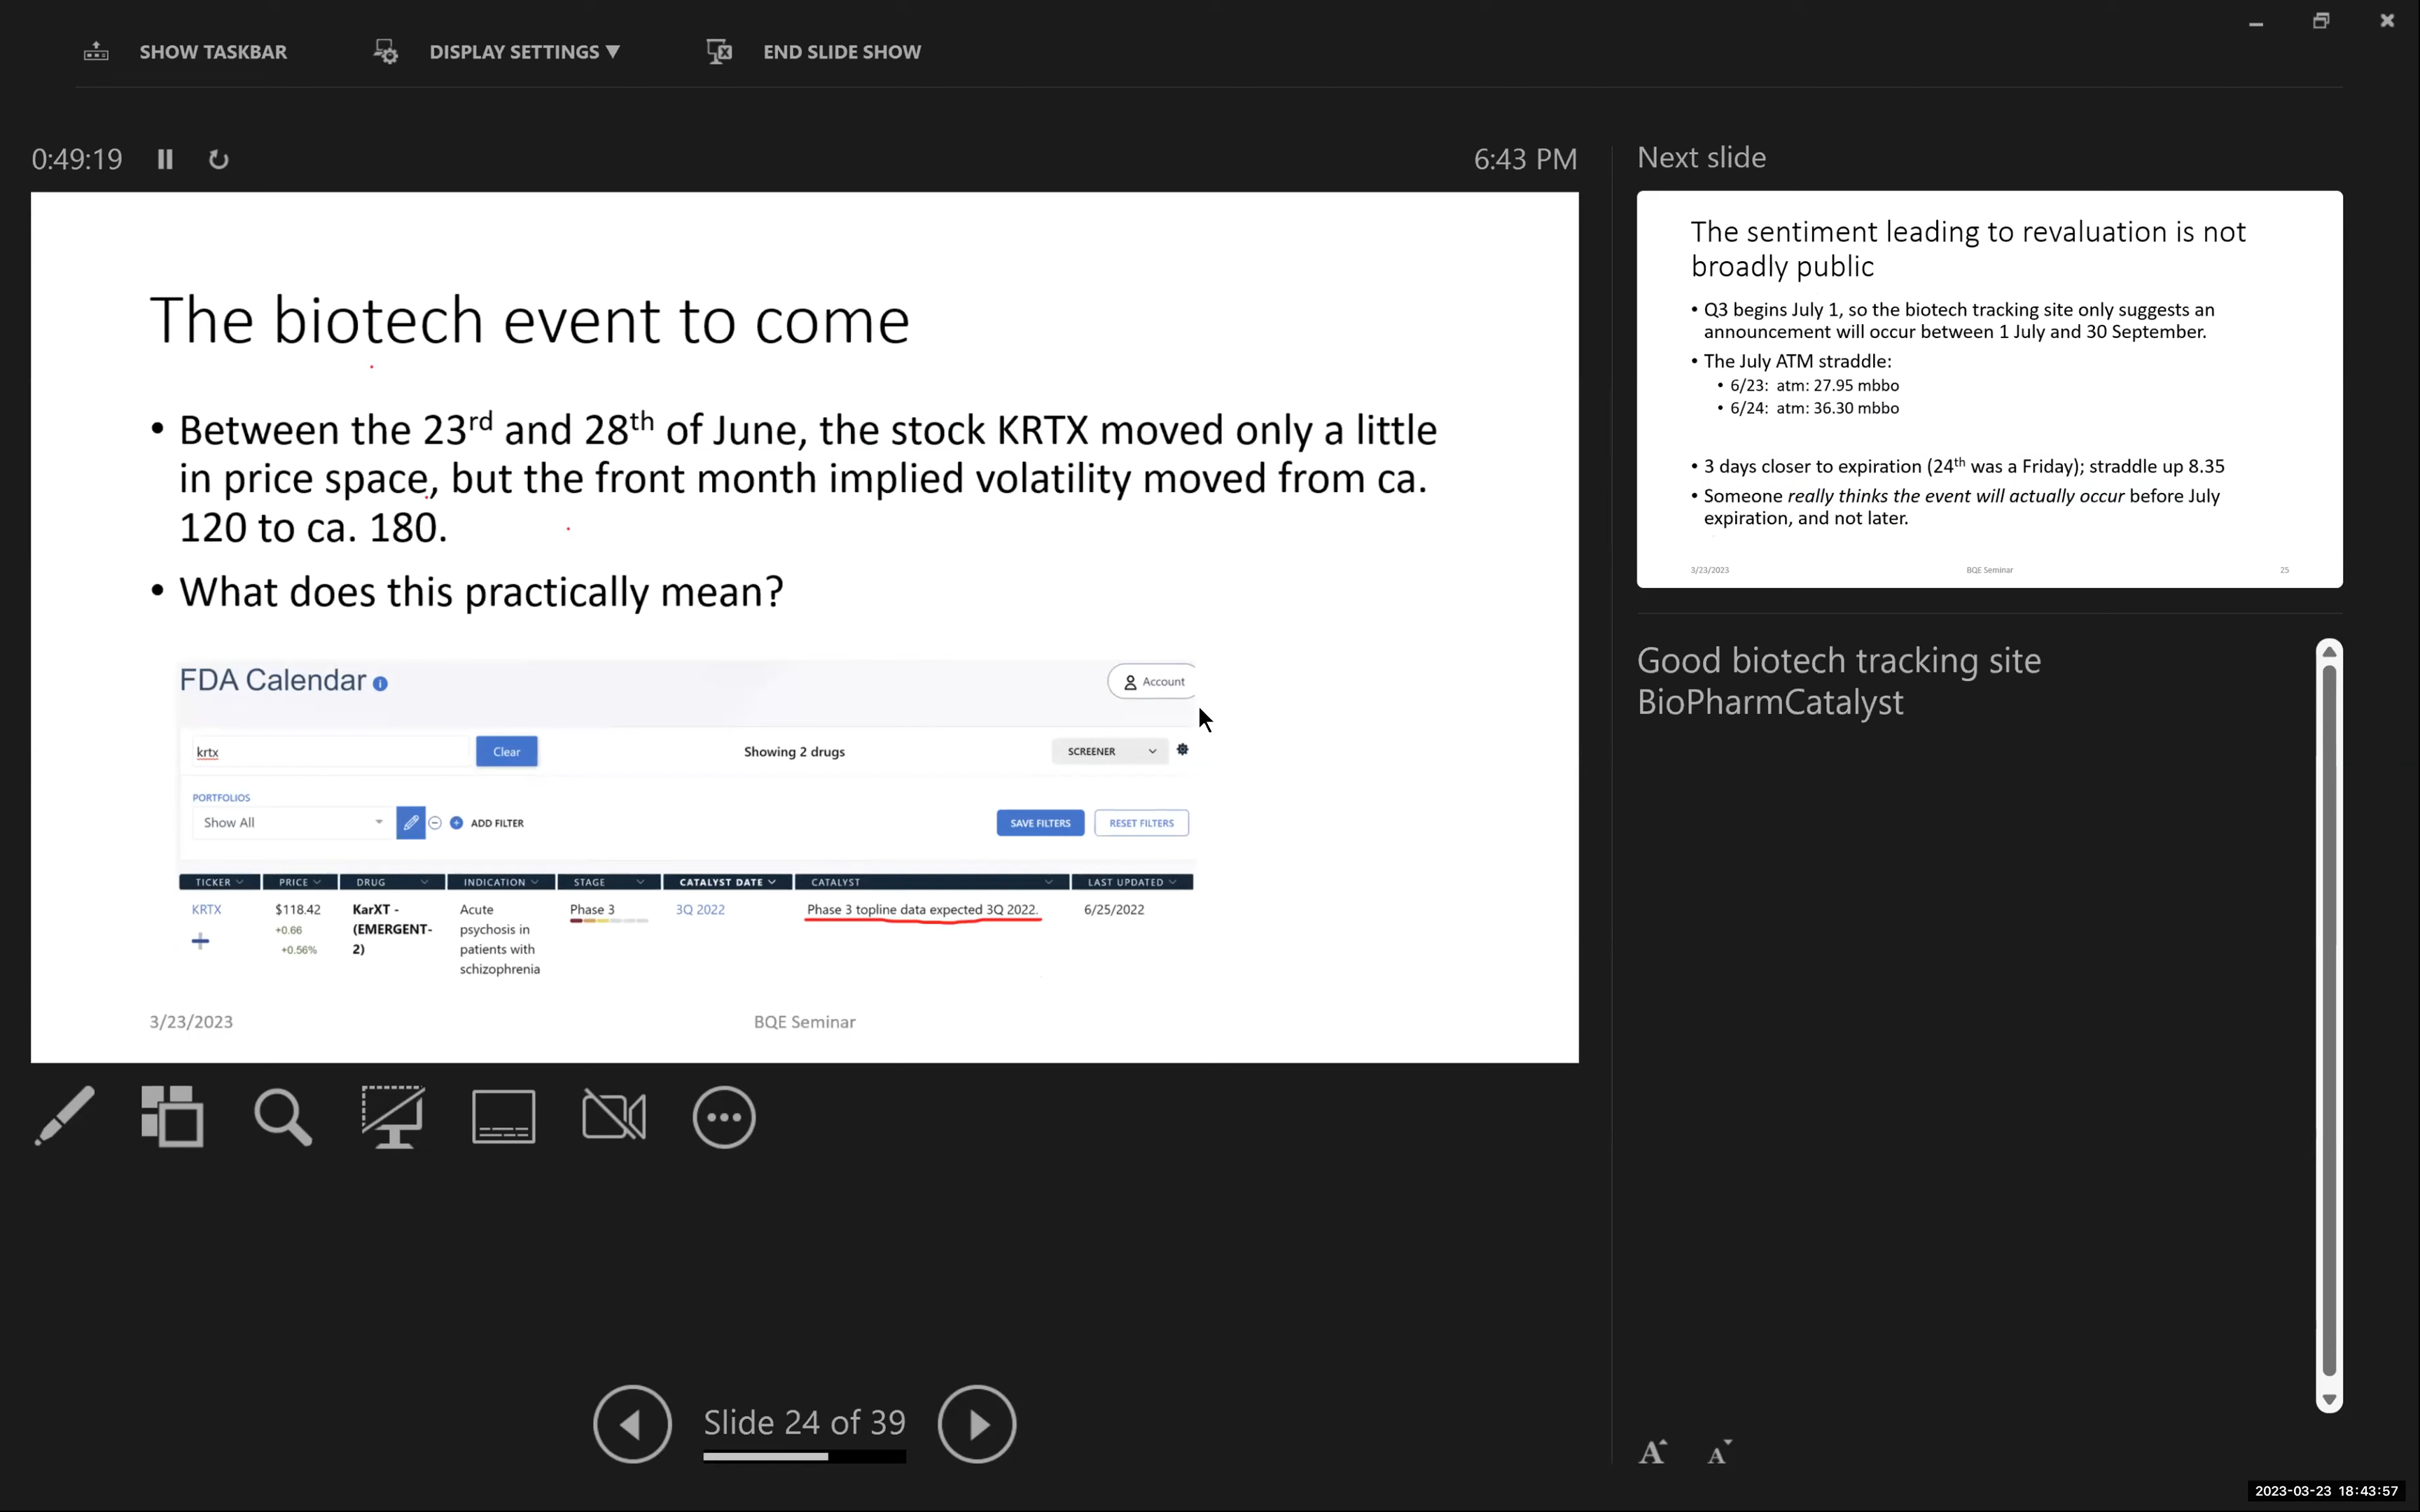 SHOW TASKBAR
DISPLAY SETTINGS ▼
END SLIDE SHOW
0:49:19
6:43 PM
The biotech event to come
• Between the 23rd and 28th of June, the stock KRTX moved only a little
in price space, but the front month implied volatility moved from ca.
120 to ca. 180.
• What does this practically mean?
FDA Calendar i
Account
krtx
Clear
Showing 2 drugs
SCREENER
PORTFOLIOS
Show All
ADD FILTER
SAVE FILTERS
RESET FILTERS
TICKER PRICE DRUG INDICATION STAGE CATALYST DATE CATALYST LAST UPDATED
KRTX $118.42 KarXT - Acute Phase 3 3Q 2022 Phase 3 topline data expected 3Q 2022. 6/25/2022
+0.66 (EMERGENT- psychosis in
+0.56% 2) patients with
schizophrenia
3/23/2023
BQE Seminar
Slide 24 of 39
Next slide
The sentiment leading to revaluation is not
broadly public
• Q3 begins July 1, so the biotech tracking site only suggests an
announcement will occur between 1 July and 30 September.
• The July ATM straddle:
• 6/23: atm: 27.95 mbbo
• 6/24: atm: 36.30 mbbo
• 3 days closer to expiration (24th was a Friday); straddle up 8.35
• Someone really thinks the event will actually occur before July
expiration, and not later.
3/23/2023
BQE Seminar
25
Good biotech tracking site
BioPharmCatalyst
A A
2023-03-23 18:43:57